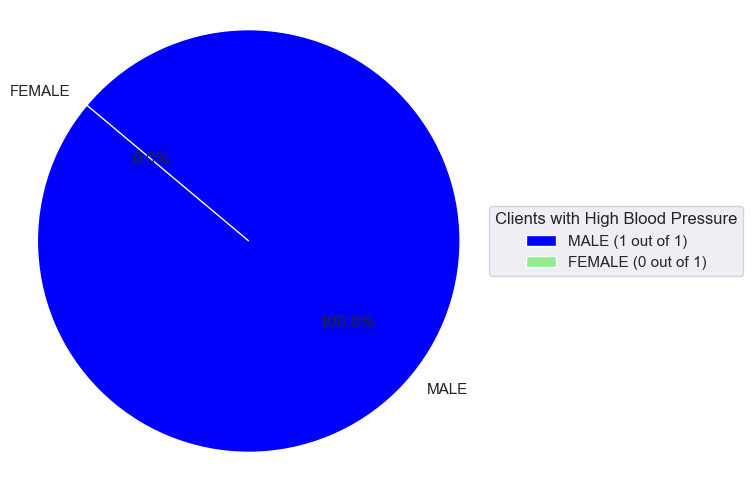 FEMALE
0.0%
Clients with High Blood Pressure
MALE (1 out of 1)
FEMALE (0 out of 1)
100.0%
MALE